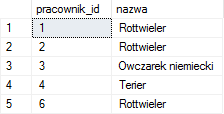 pracownik_id nazwa
1 1 Rottwieler
2 2 Rottwieler
3 3 Owczarek niemiecki
4 4 Terier
5 6 Rottwieler